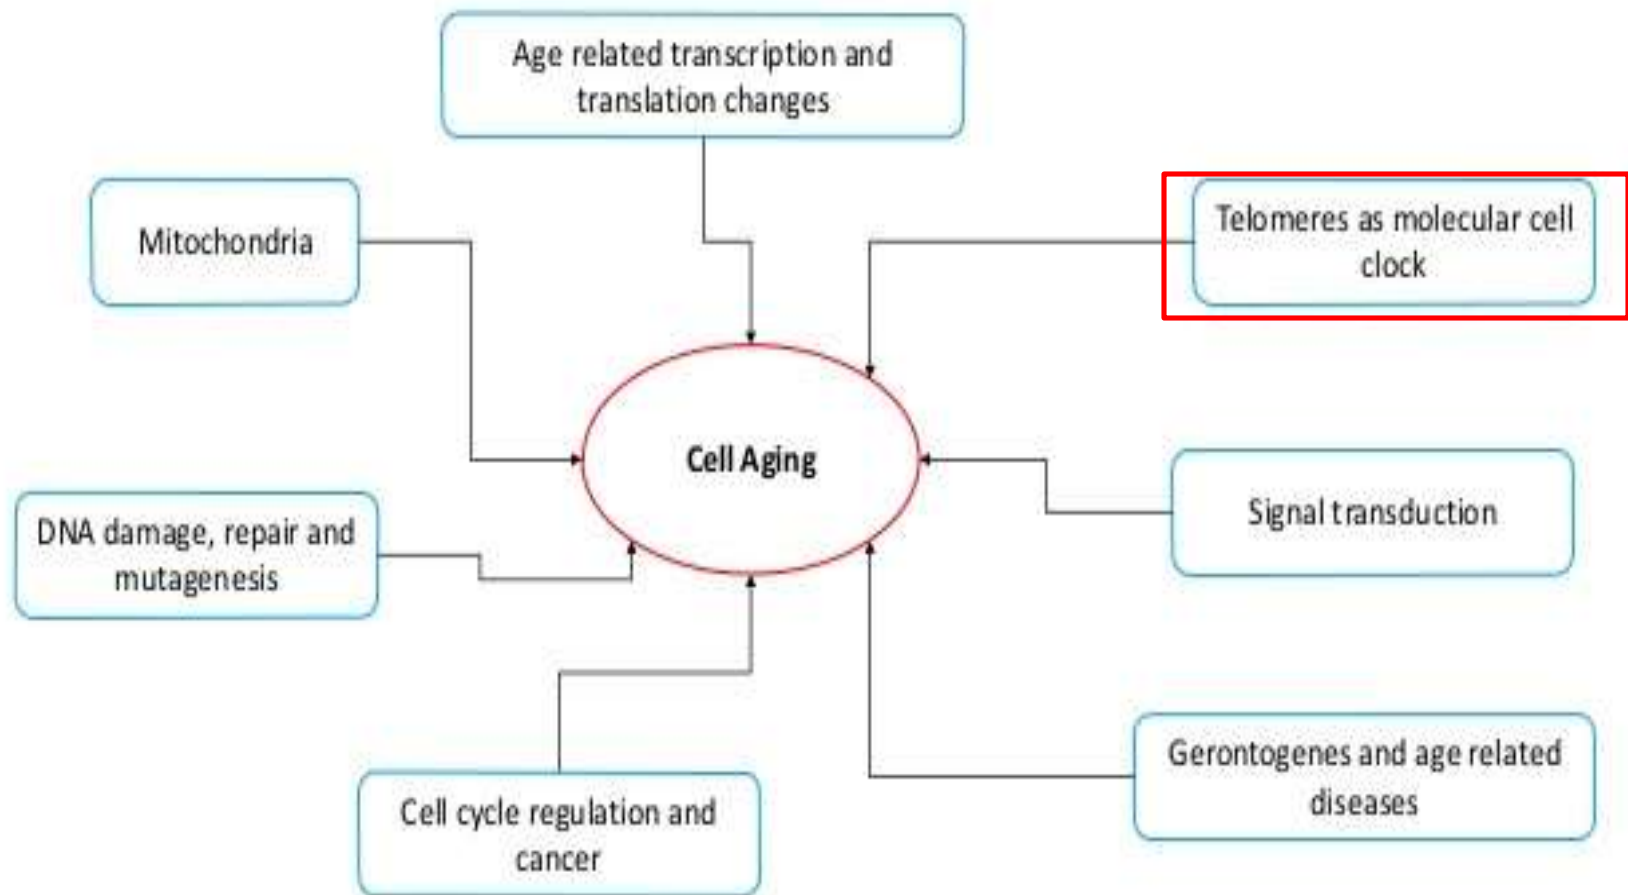 Age related transcription and
translation changes
Mitochondria
Telomeres as molecular cell
clock
Cell Aging
Signal transduction
DNA damage, repair and
mutagenesis
Gerontogenes and age related
diseases
Cell cycle regulation and
cancer